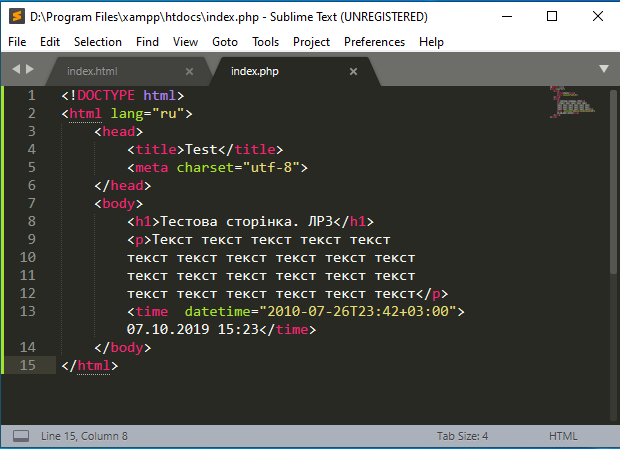 D:\Program Files\xampp\htdocs\index.php - Sublime Text (UNREGISTERED)
File Edit Selection Find View Goto Tools Project Preferences Help
index.html index.php
1 <!DOCTYPE html>
2 <html lang="ru">
3 <head>
4 <title>Test</title>
5 <meta charset="utf-8">
6 </head>
7 <body>
8 <h1>Тестова сторінка. ЛР3</h1>
9 <p>Текст текст текст текст текст
10 текст текст текст текст текст текст
11 текст текст текст текст текст текст
12 текст текст текст текст текст текст</p>
13 <time  datetime="2010-07-26T23:42+03:00">
07.10.2019 15:23</time>
14 </body>
15 </html>
Line 15, Column 8 Tab Size: 4 HTML